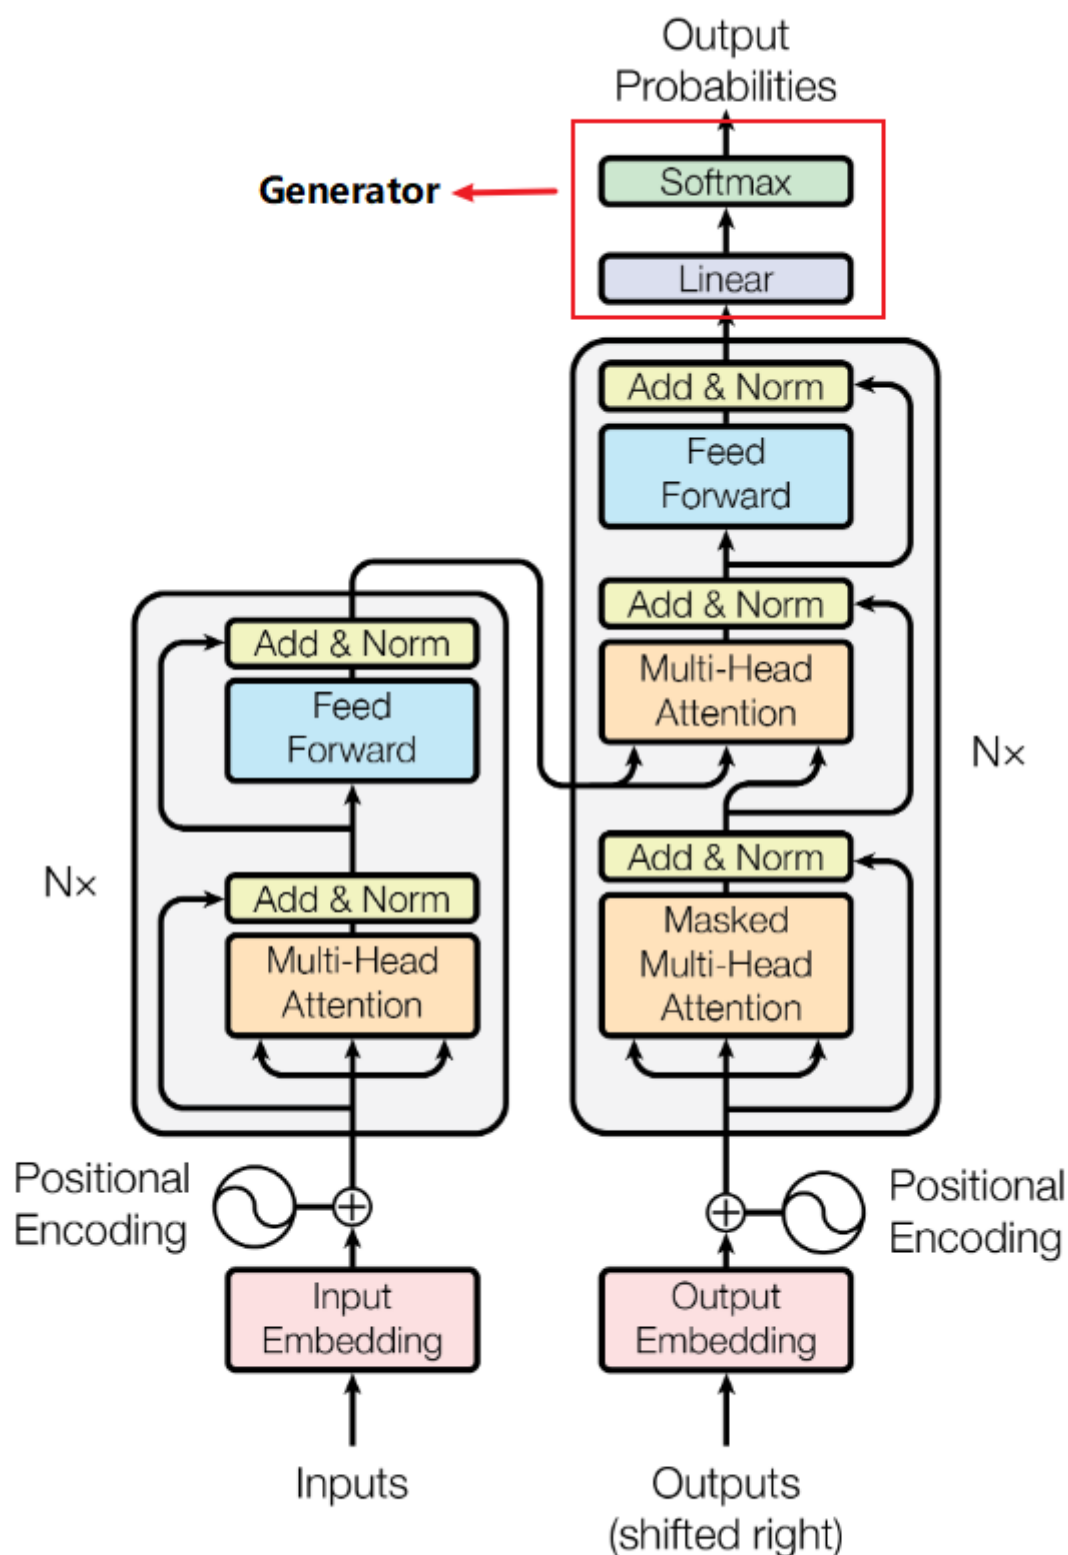 Output
Probabilities
Softmax
Generator
Linear
Add & Norm
Feed
Forward
Add & Norm
Multi-Head
Attention
Nx
Add & Norm
Masked
Multi-Head
Attention
Add & Norm
Feed
Forward
Nx
Add & Norm
Multi-Head
Attention
Positional
Encoding
Positional
Encoding
Input
Embedding
Output
Embedding
Inputs
Outputs
(shifted right)